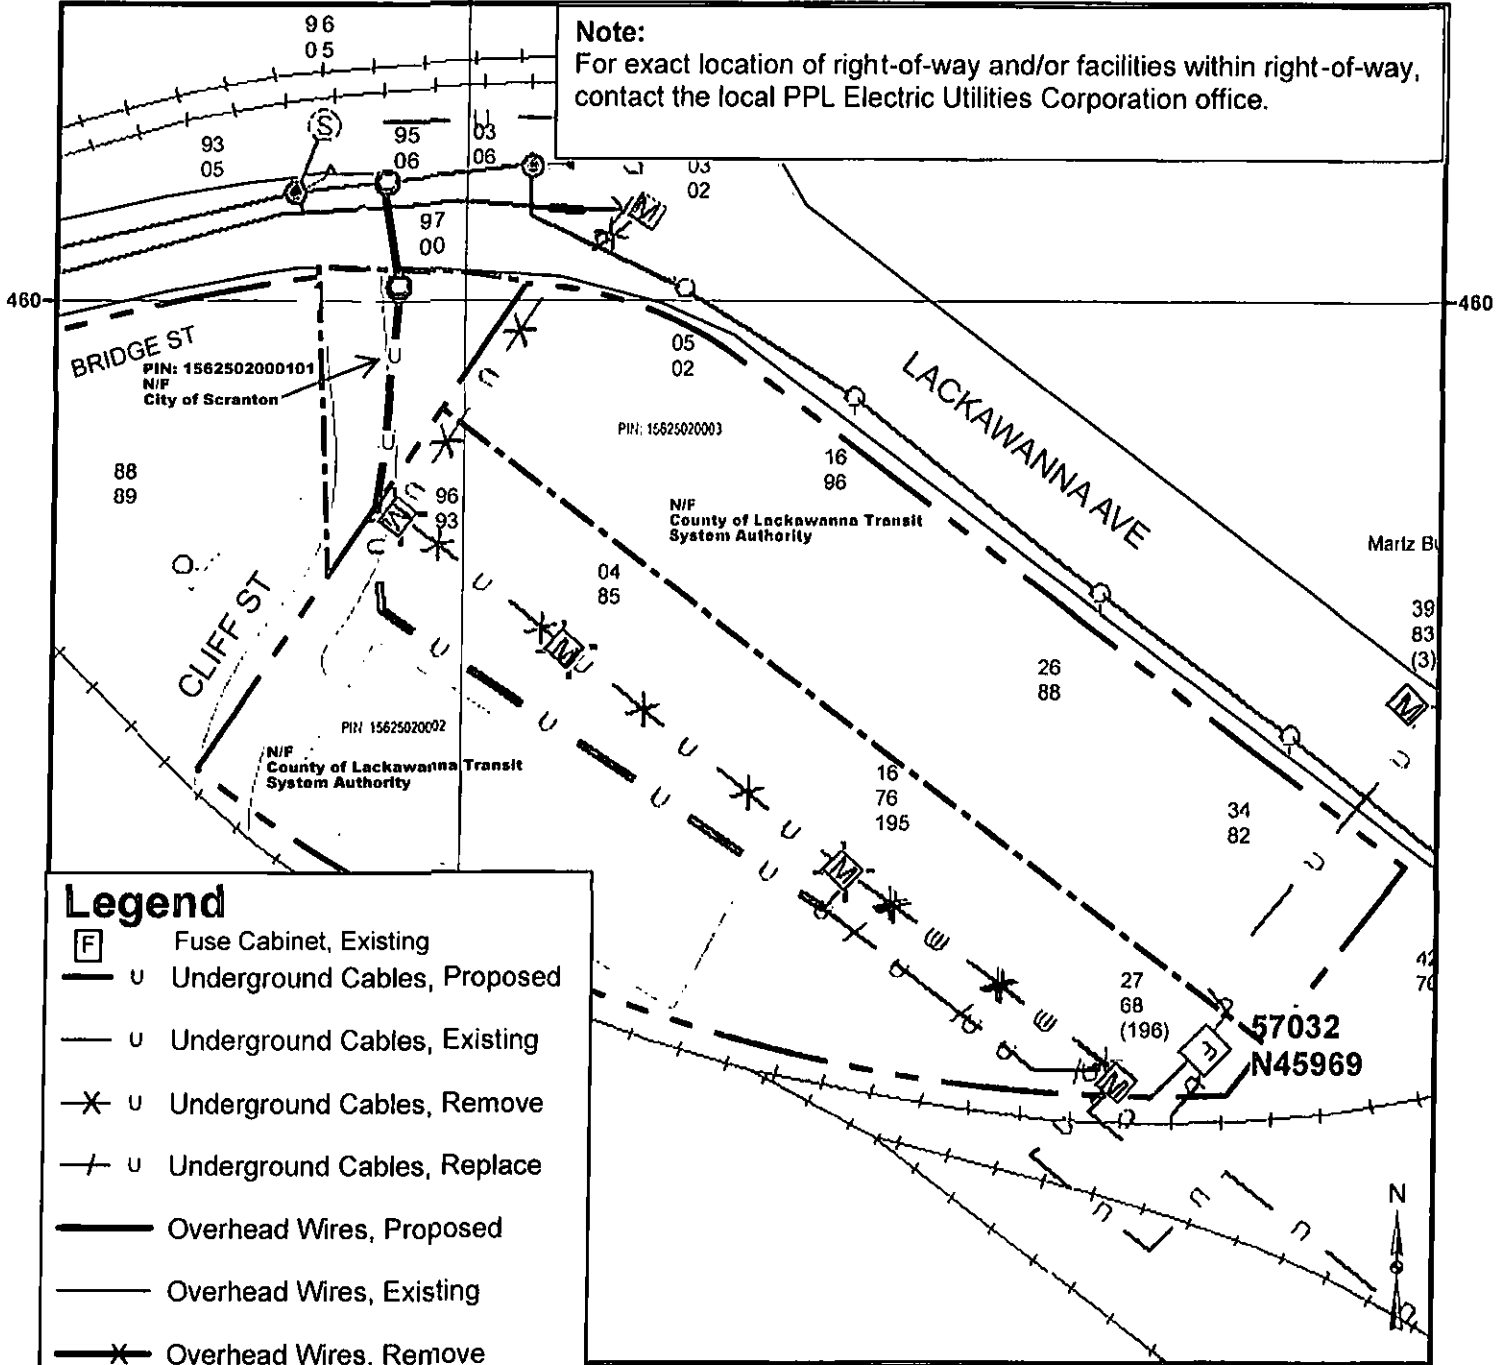 96
05
Note:
For exact location of right-of-way and/or facilities within right-of-way,
contact the local PPL Electric Utilities Corporation office.
S
93
05
95
06
U
03
06
03
02
M
97
00
460
460
BRIDGE ST
PIN: 1562502000101
N/F
City of Scranton
U
U
U
05
02
LACKAWANNA AVE
PIN: 15625020003
88
89
16
96
U
96
93
M
N/F
County of Lackawanna Transit
System Authority
Martz
U
U
04
85
CLIFF ST
39
83
(3)
M
U
U
26
88
M
PIN 15625020002
U
U
U
N/F
County of Lackawanna Transit
System Authority
16
76
195
U
U
34
82
U
M
U
Legend
F Fuse Cabinet, Existing
U Underground Cables, Proposed
U Underground Cables, Existing
U Underground Cables, Remove
U Underground Cables, Replace
Overhead Wires, Proposed
Overhead Wires, Existing
Overhead Wires, Remove
27
68
(196)
57032
N45969
F
M
U
U
U
N